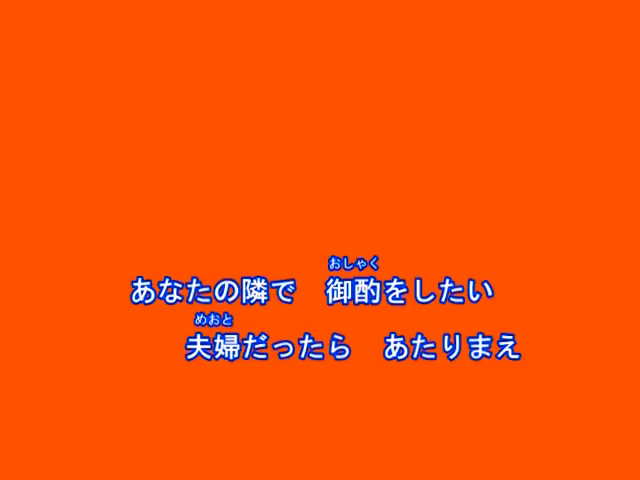 おしゃく
あなたの隣で　御酌をしたい
めおと
夫婦だったら　あたりまえ